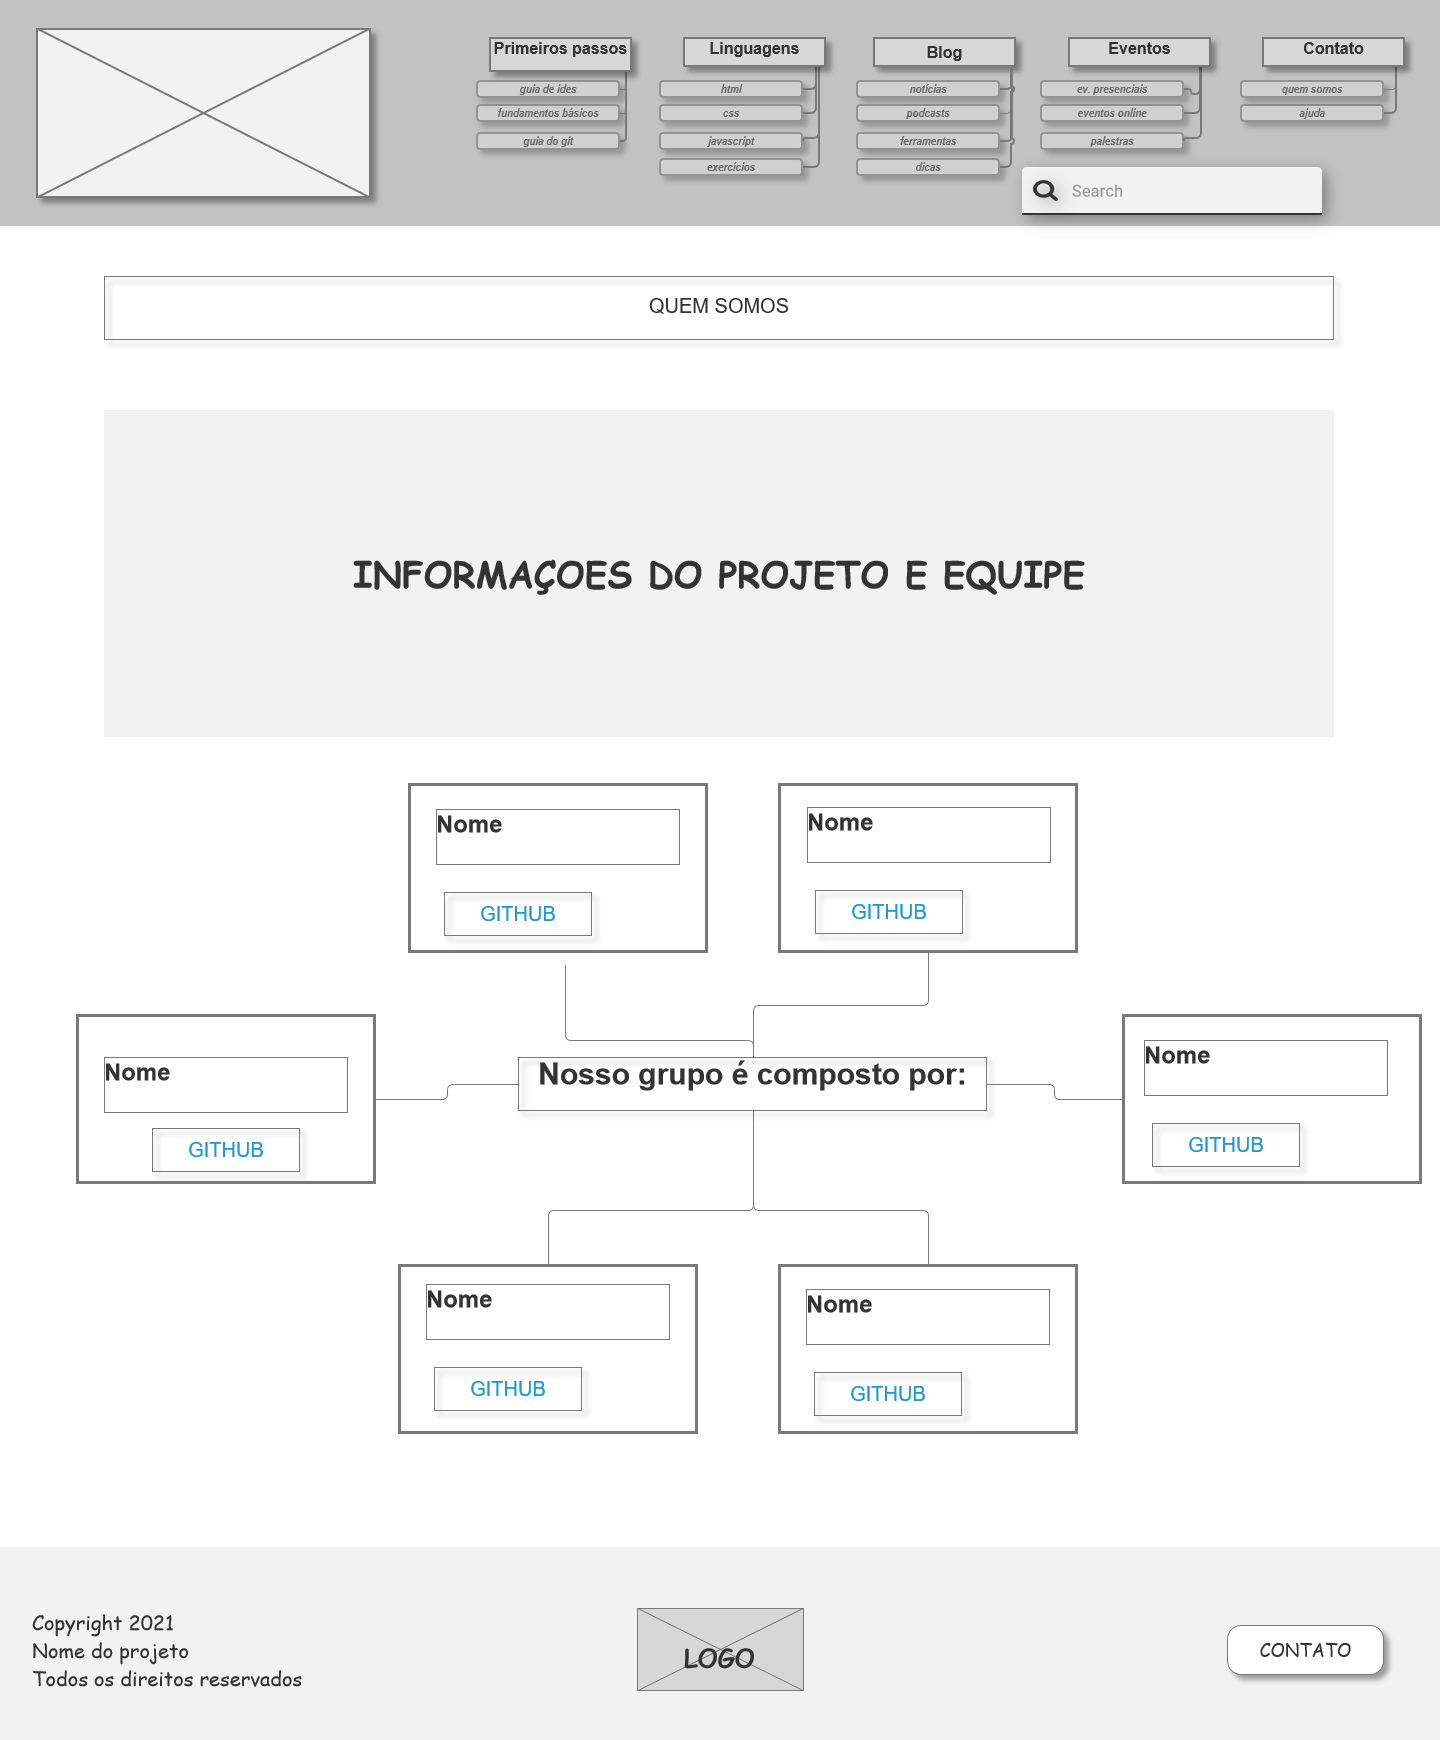 Primeiros passos
guia de ides
fundamentos básicos
guia do git
Linguagens
html
css
javascript
exercícios
Blog
notícias
podcasts
ferramentas
dicas
Eventos
ev. presenciais
eventos online
palestras
Contato
quem somos
ajuda
Search
QUEM SOMOS
INFORMAÇOES DO PROJETO E EQUIPE
Nome
GITHUB
Nome
GITHUB
Nome
GITHUB
Nosso grupo é composto por:
Nome
GITHUB
Nome
GITHUB
Nome
GITHUB
Copyright 2021
Nome do projeto
Todos os direitos reservados
LOGO
CONTATO